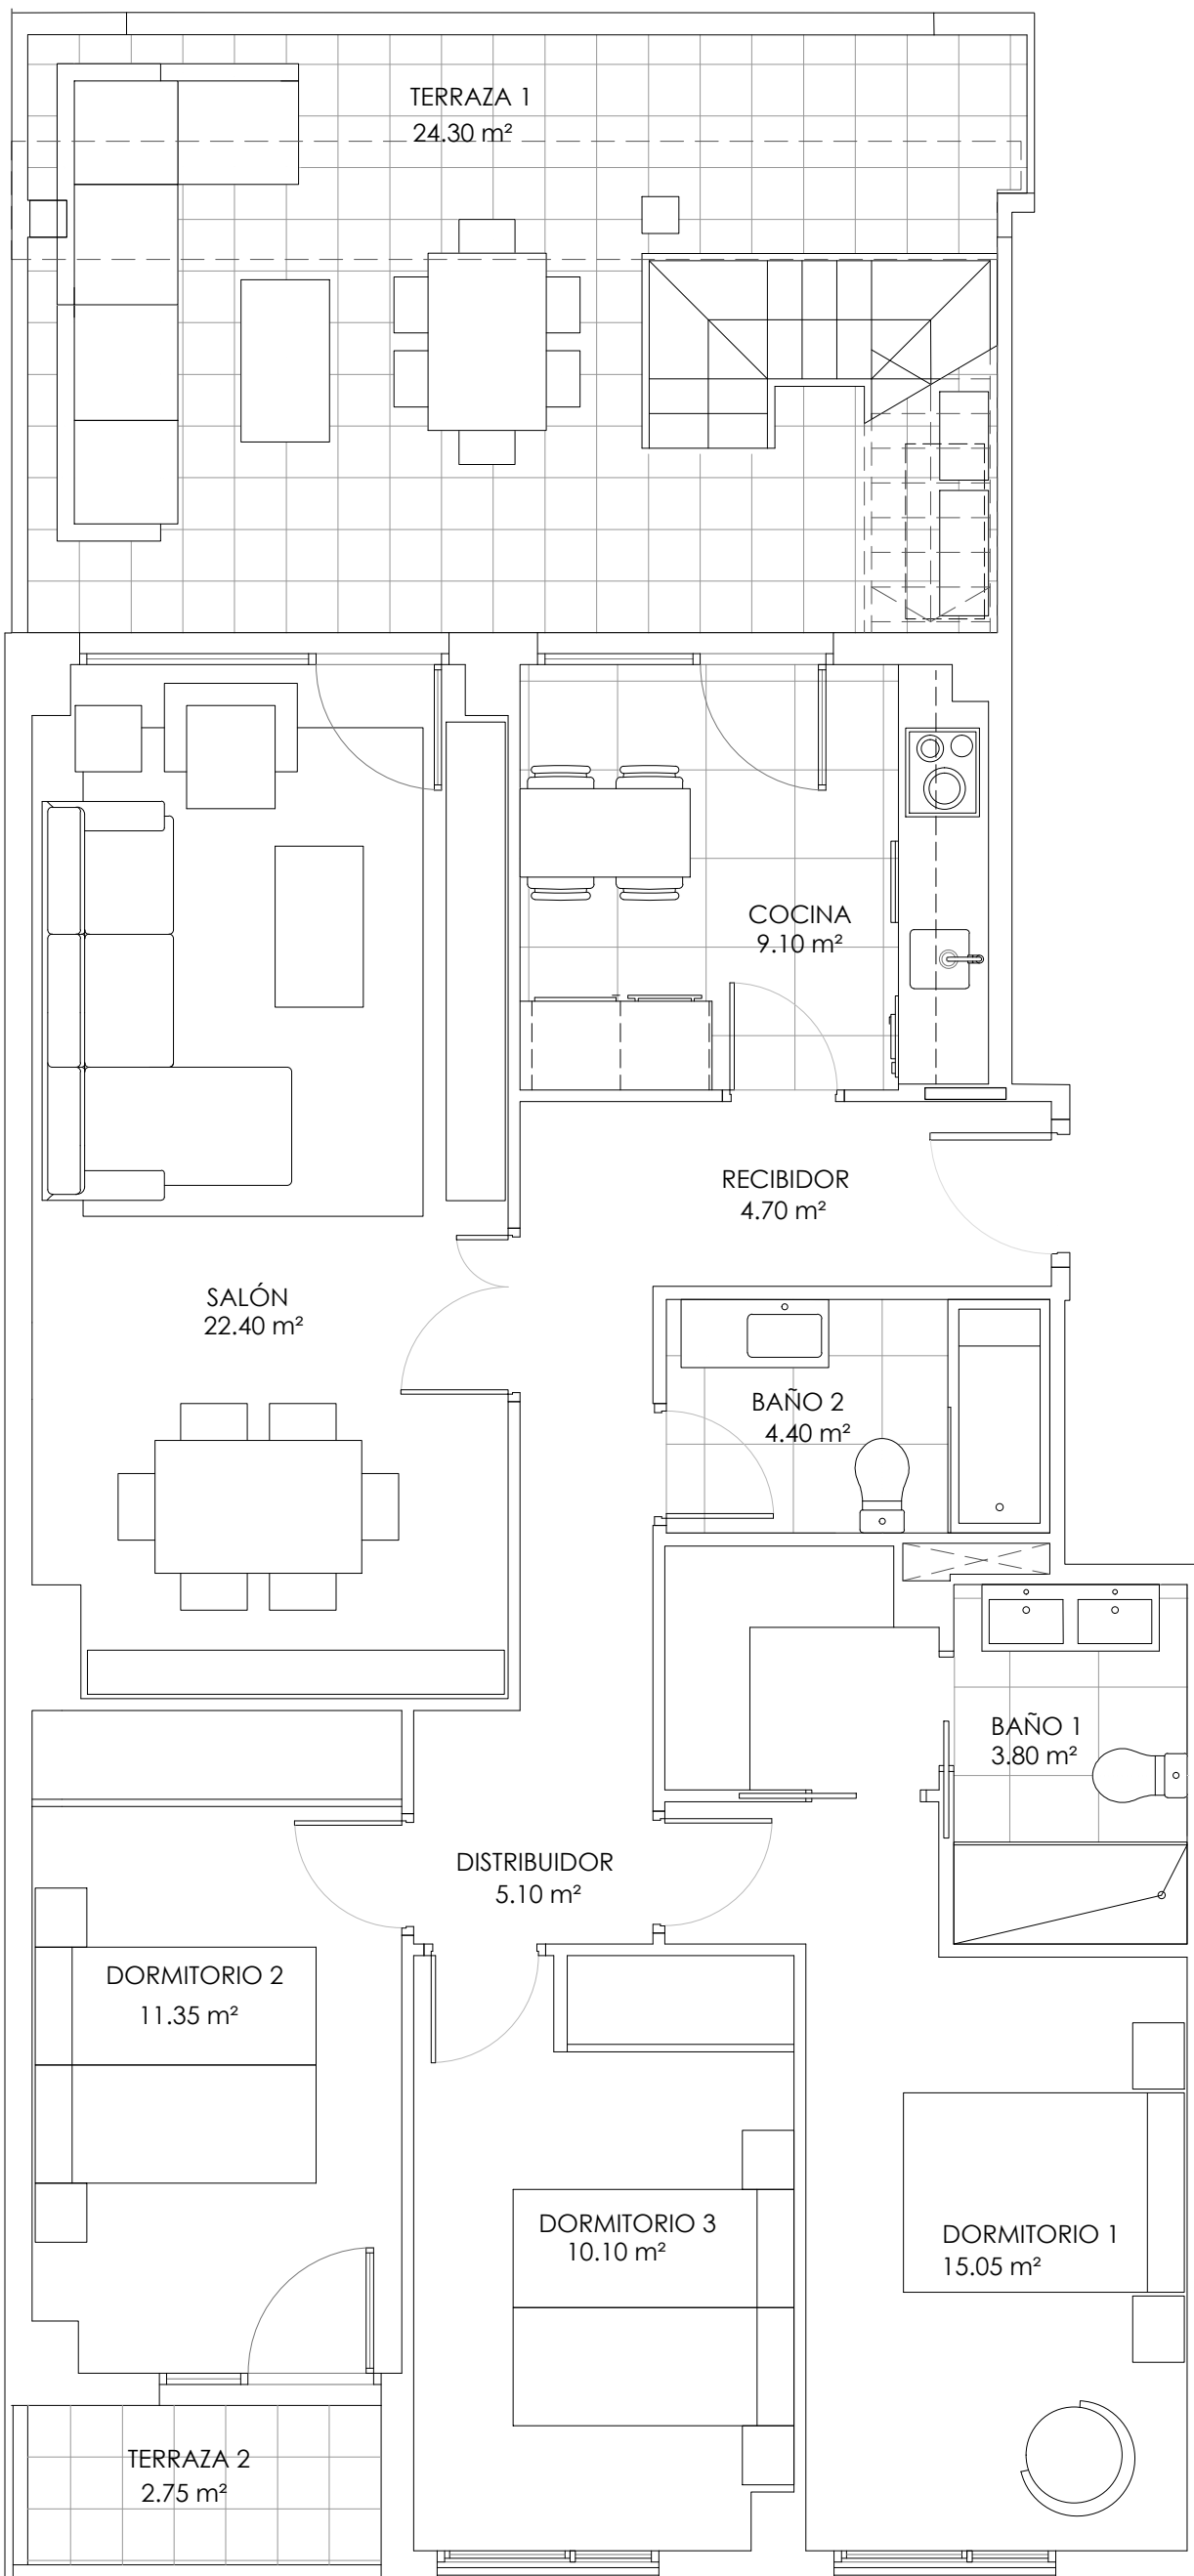 TERRAZA 1
24.30 m²
COCINA
9.10 m²
RECIBIDOR
4.70 m²
SALÓN
22.40 m²
BAÑO 2
4.40 m²
BAÑO 1
3.80 m²
DISTRIBUIDOR
5.10 m²
DORMITORIO 2
11.35 m²
DORMITORIO 3
10.10 m²
DORMITORIO 1
15.05 m²
TERRAZA 2
2.75 m²